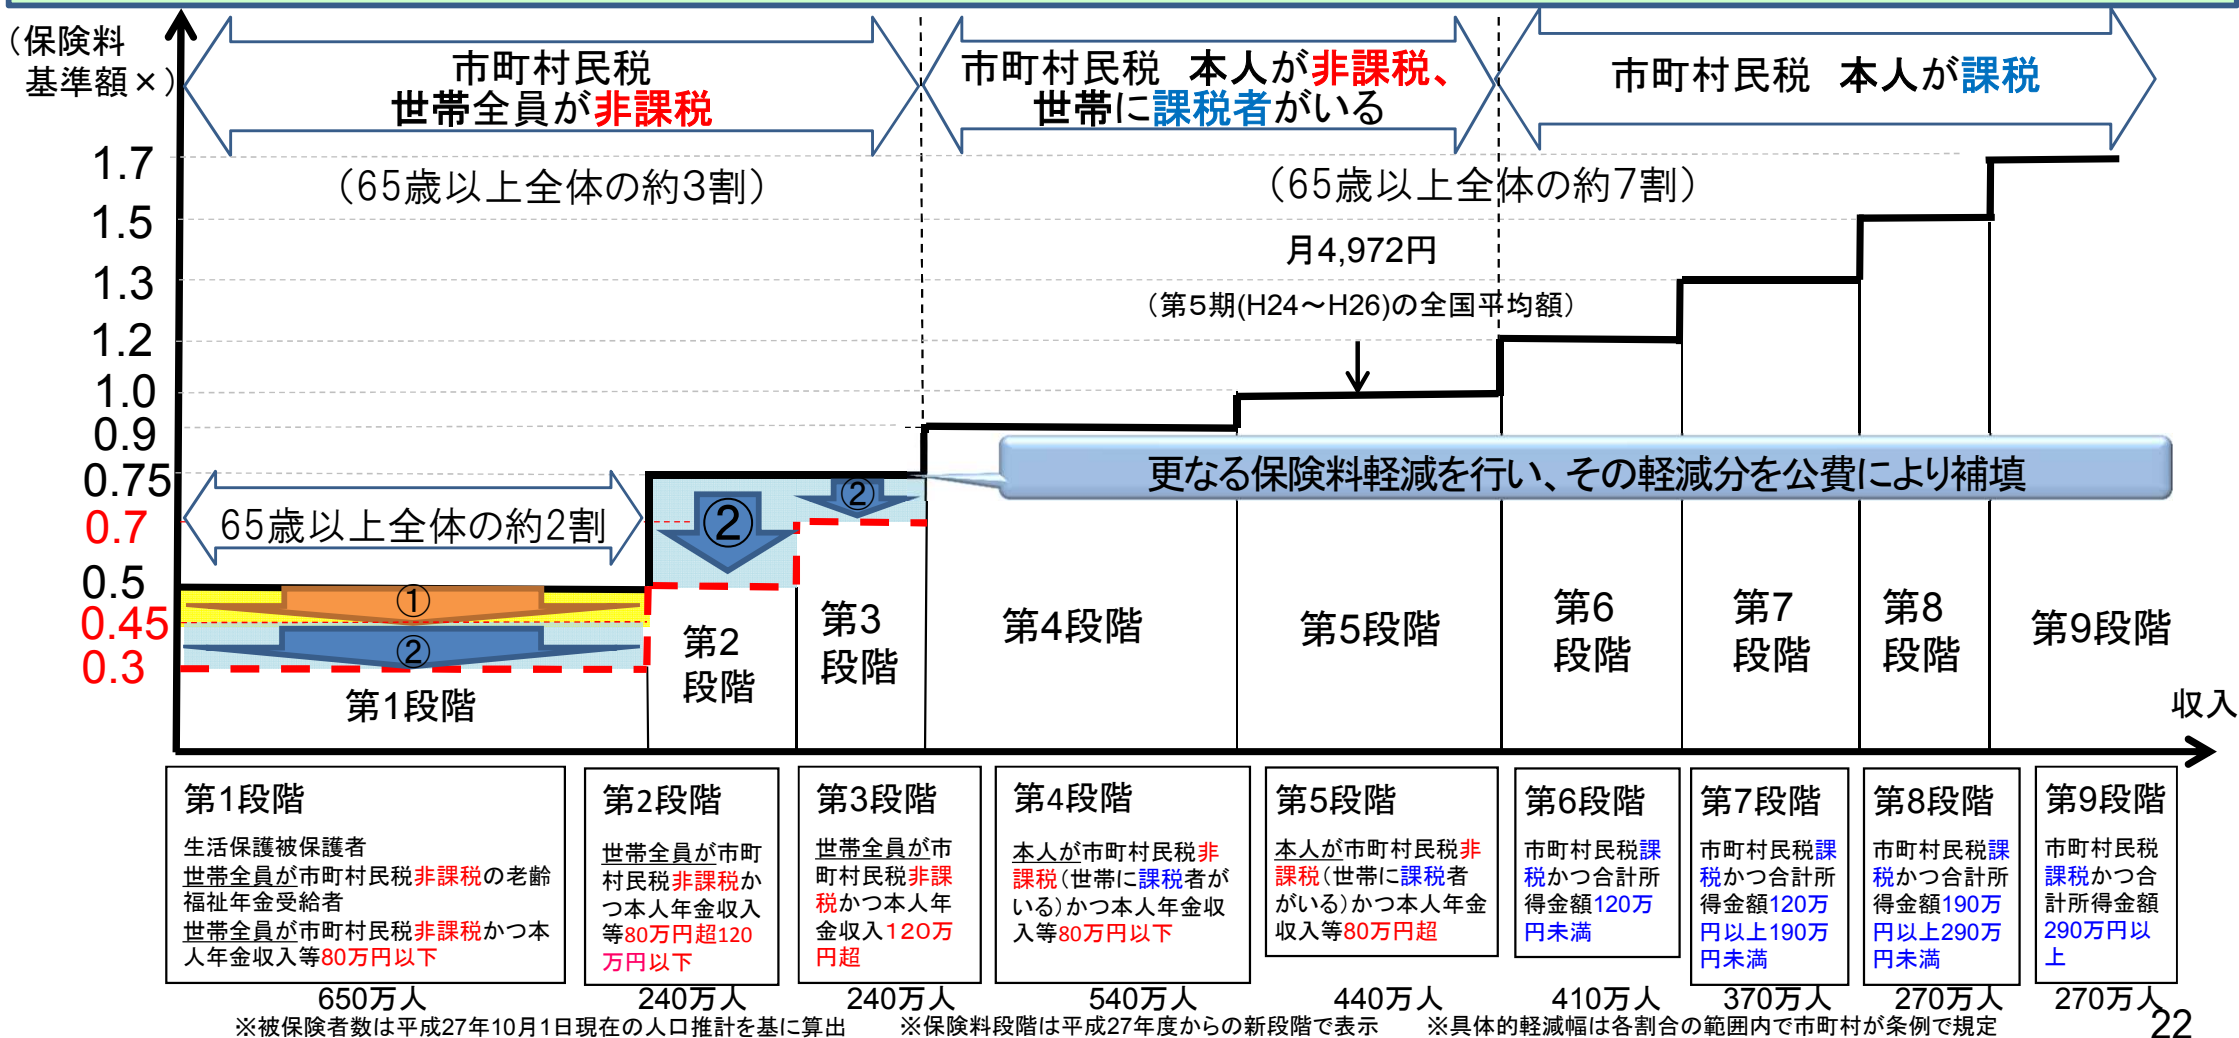 （保険料
基準額×）
市町村民税
世帯全員が非課税
市町村民税　本人が非課税、
世帯に課税者がいる
市町村民税　本人が課税
（65歳以上全体の約3割）
（65歳以上全体の約7割）
1.7
1.5
1.3
1.2
1.0
0.9
0.75
0.7
0.5
0.45
0.3
月4,972円
（第5期(H24～H26)の全国平均額）
更なる保険料軽減を行い、その軽減分を公費により補填
65歳以上全体の約2割
①
②
②
②
第1段階
第2
段階
第3
段階
第4段階
第5段階
第6
段階
第7
段階
第8
段階
第9段階
収入
第1段階
生活保護被保護者
世帯全員が市町村民税非課税の老齢
福祉年金受給者
世帯全員が市町村民税非課税かつ本
人年金収入等80万円以下
第2段階
世帯全員が市町
村民税非課税か
つ本人年金収入
等80万円超120
万円以下
第3段階
世帯全員が市
町村民税非課
税かつ本人年
金収入１２０万
円超
第4段階
本人が市町村民税非
課税（世帯に課税者が
いる）かつ本人年金収
入等80万円以下
第5段階
本人が市町村民税非
課税（世帯に課税者
がいる）かつ本人年金
収入等80万円超
第6段階
市町村民税課
税かつ合計所
得金額120万
円未満
第7段階
市町村民税課
税かつ合計所
得金額120万
円以上190万
円未満
第8段階
市町村民税課
税かつ合計所
得金額190万
円以上290万
円未満
第9段階
市町村民税
課税かつ合
計所得金額
290万円以
上
650万人
240万人
240万人
540万人
440万人
410万人
370万人
270万人
270万人
※被保険者数は平成27年10月1日現在の人口推計を基に算出　※保険料段階は平成27年度からの新段階で表示　※具体的軽減幅は各割合の範囲内で市町村が条例で規定
22